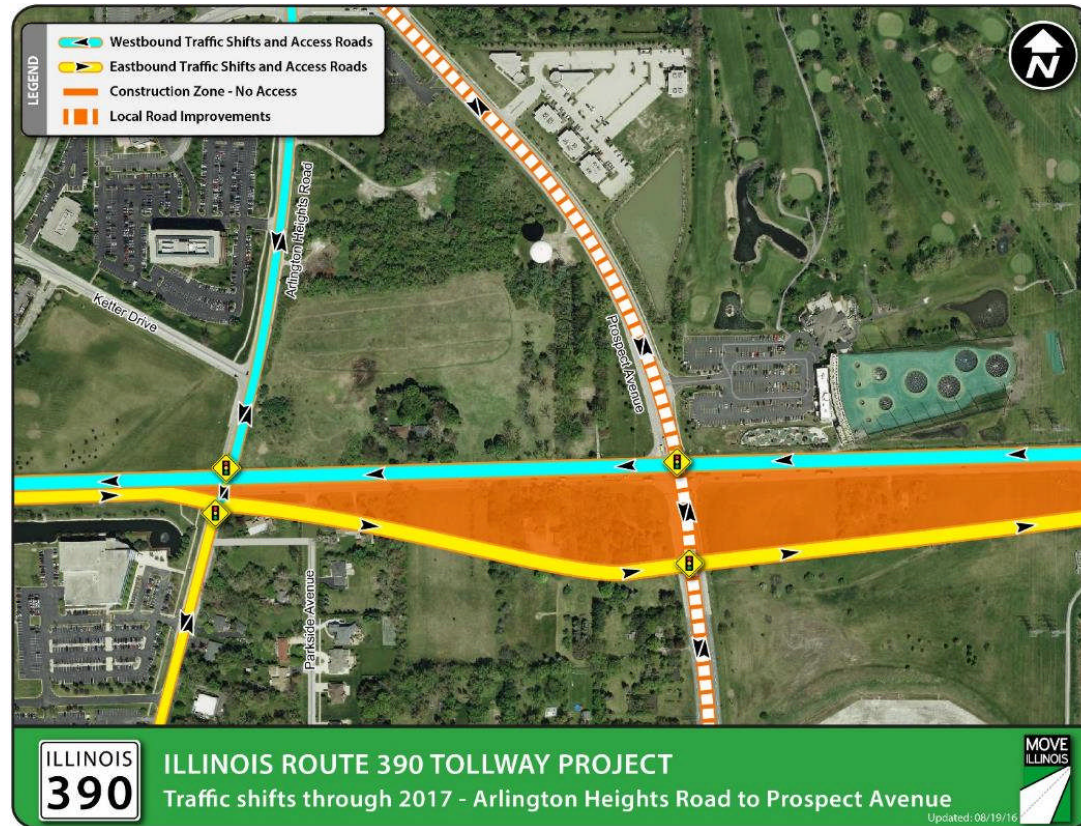 LEGEND
Westbound Traffic Shifts and Access Roads
Eastbound Traffic Shifts and Access Roads
Construction Zone - No Access
Local Road Improvements
N
Arlington Heights Road
Ketter Drive
Prospect Avenue
Parkside Avenue
ILLINOIS
390
ILLINOIS ROUTE 390 TOLLWAY PROJECT
Traffic shifts through 2017 - Arlington Heights Road to Prospect Avenue
MOVE
ILLINOIS
Updated: 08/19/16